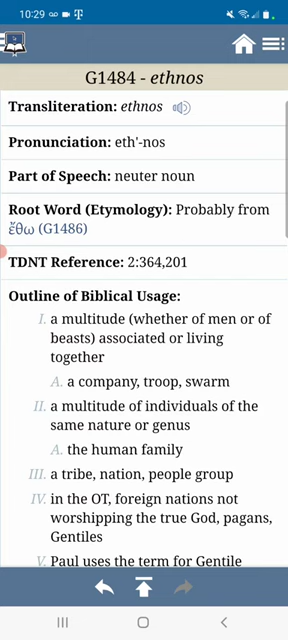 10:29
G1484 - ethnos
Transliteration: ethnos
Pronunciation: eth'-nos
Part of Speech: neuter noun
Root Word (Etymology): Probably from
ἔθω (G1486)
TDNT Reference: 2:364,201
Outline of Biblical Usage:
I. a multitude (whether of men or of
beasts) associated or living
together
A. a company, troop, swarm
II. a multitude of individuals of the
same nature or genus
A. the human family
III. a tribe, nation, people group
IV. in the OT, foreign nations not
worshipping the true God, pagans,
Gentiles
V. Paul uses the term for Gentile